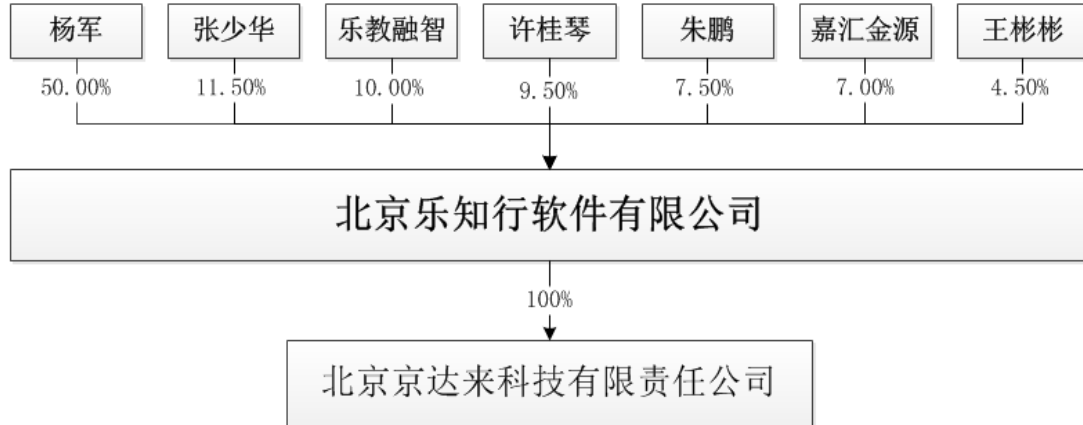 杨军 张少华 乐教融智 许桂琴 朱鹏 嘉汇金源 王彬彬
50.00% 11.50% 10.00% 9.50% 7.50% 7.00% 4.50%
北京乐知行软件有限公司
100%
北京京达来科技有限责任公司